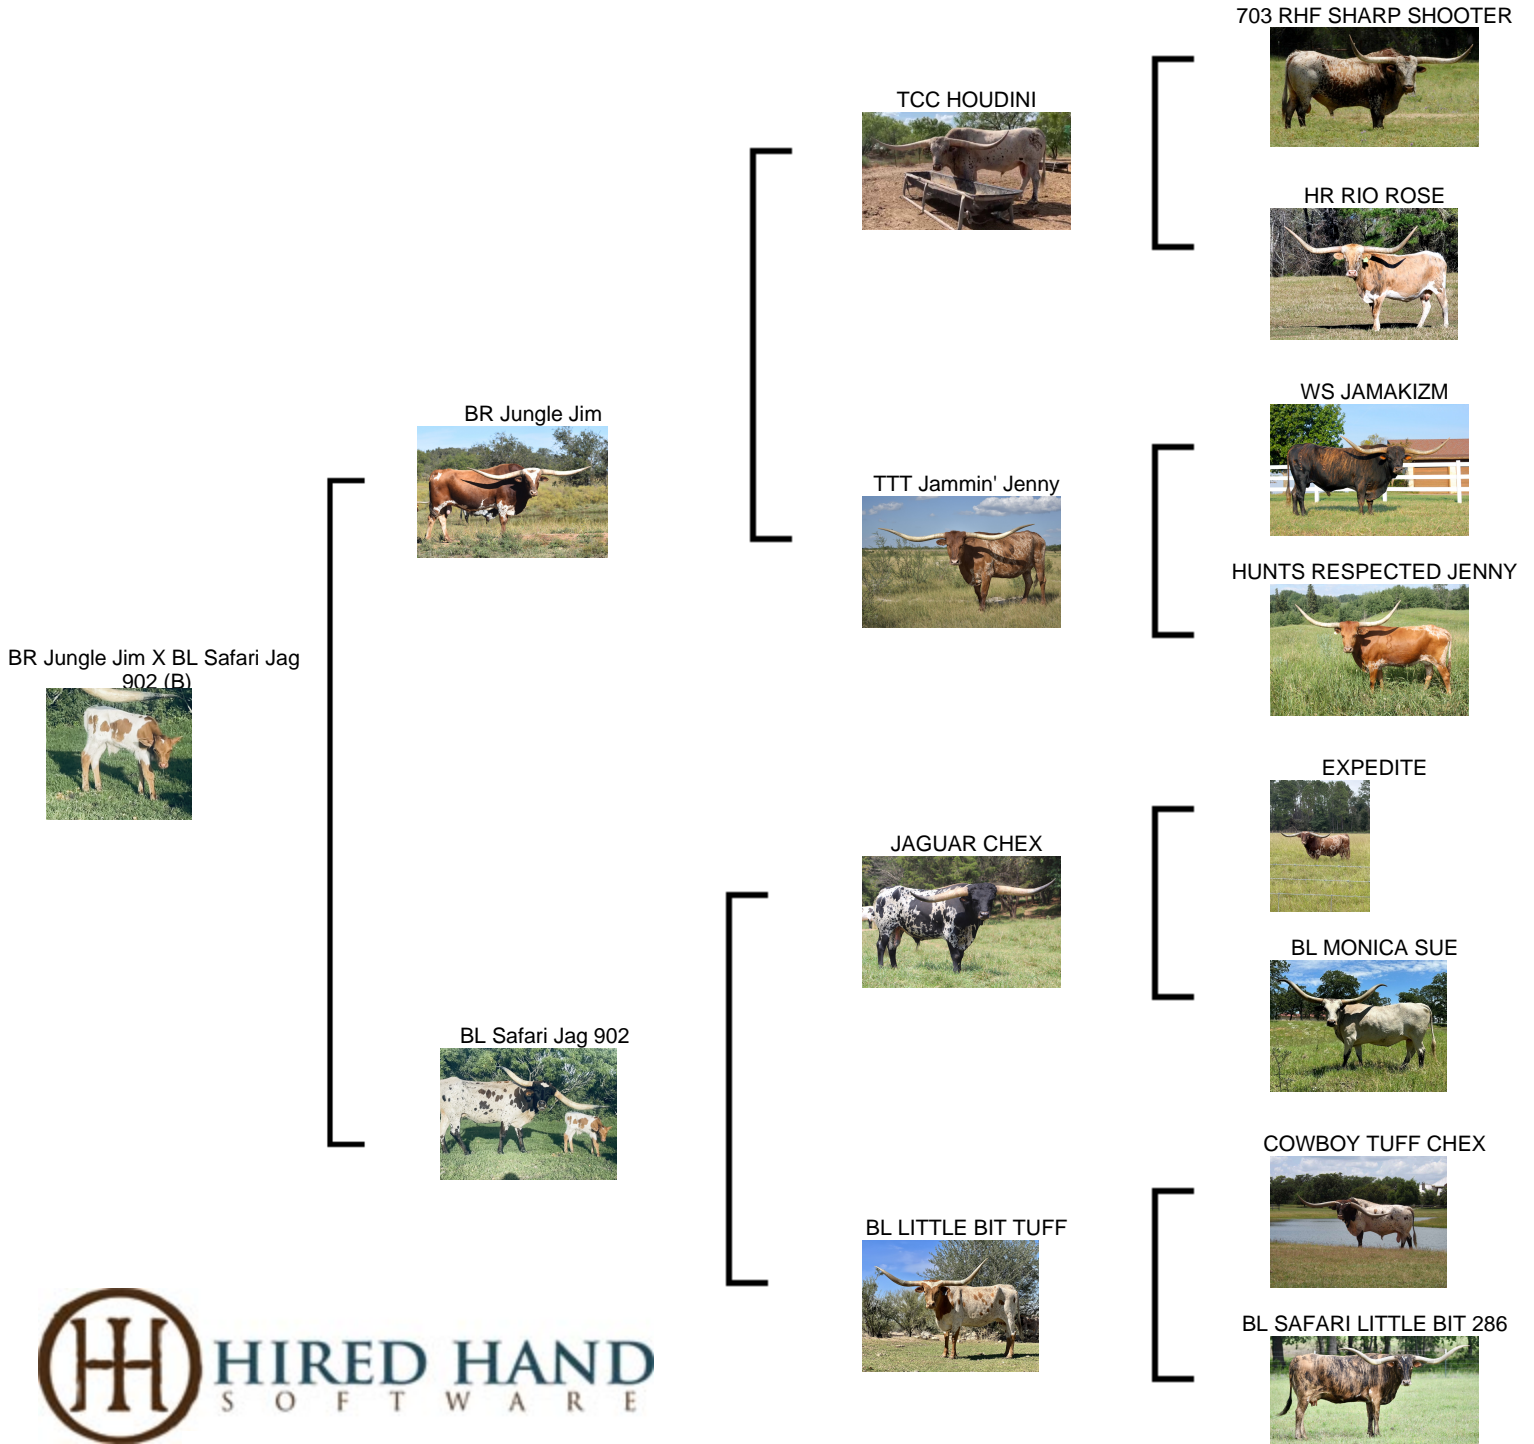 703 RHF SHARP SHOOTER
TCC HOUDINI
HR RIO ROSE
WS JAMAKIZM
BR Jungle Jim
TTT Jammin' Jenny
HUNTS RESPECTED JENNY
BR Jungle Jim X BL Safari Jag
902 (B)
EXPEDITE
JAGUAR CHEX
BL MONICA SUE
BL Safari Jag 902
COWBOY TUFF CHEX
BL LITTLE BIT TUFF
BL SAFARI LITTLE BIT 286
HIRED HAND
SOFTWARE